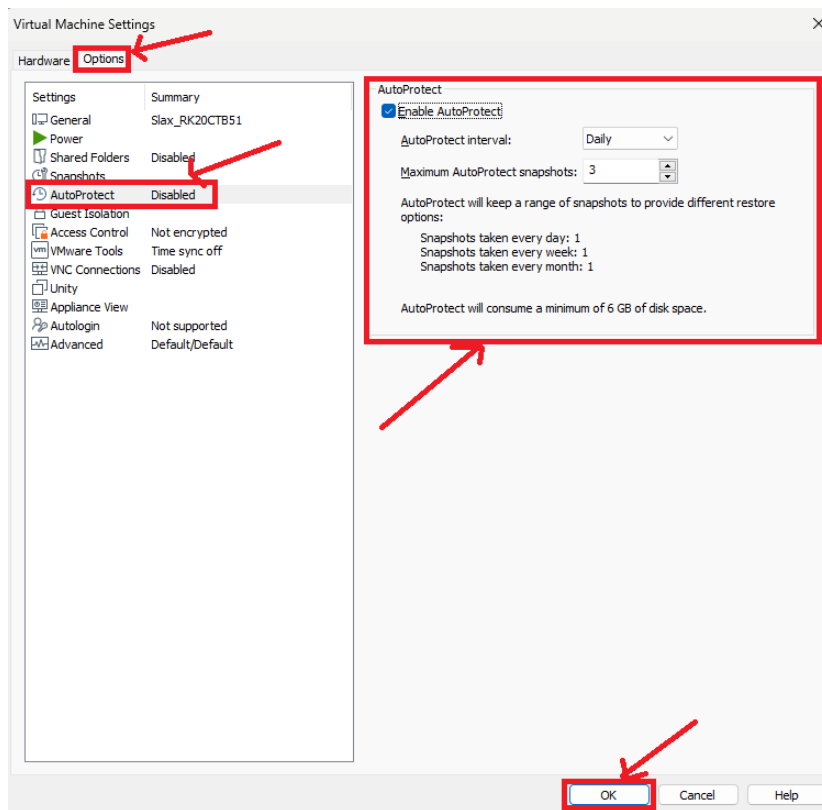 Virtual Machine Settings
Hardware Options
Settings Summary
General Slax_RK20CTB51
Power
Shared Folders Disabled
Snapshots
AutoProtect Disabled
Guest Isolation
Access Control Not encrypted
vm VMware Tools Time sync off
VNC Connections Disabled
Unity
Appliance View
Autologin Not supported
Advanced Default/Default
AutoProtect
Enable AutoProtect
AutoProtect interval: Daily
Maximum AutoProtect snapshots: 3
AutoProtect will keep a range of snapshots to provide different restore
options:
Snapshots taken every day: 1
Snapshots taken every week: 1
Snapshots taken every month: 1
AutoProtect will consume a minimum of 6 GB of disk space.
OK Cancel Help